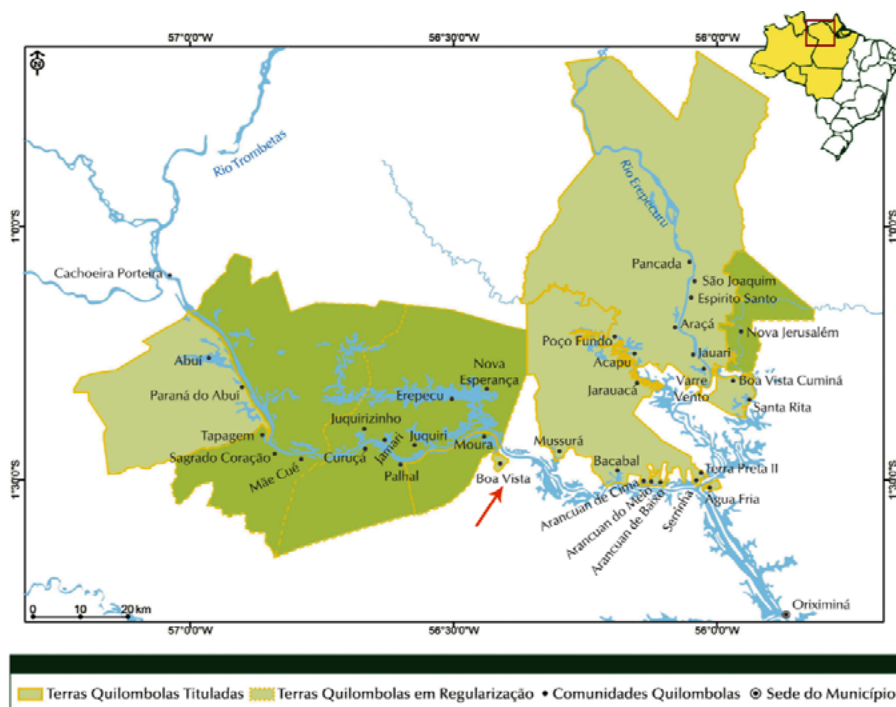 57°0'0"W
56°30'0"W
56°0'0"W
N
Rio Trombetas
Rio Erepecuru
1°0'0"S
1°0'0"S
Pancada
Cachoeira Porteira
São Joaquim
Espirito Santo
Araçá
Nova Jerusalém
Poço Fundo
Abuí
Jauari
Acapu
Nova
Esperança
Varre
Vento
Boa Vista Cuminá
Paraná do Abuí
Erepecu
Jarauacá
Santa Rita
Juquirizinho
Tapagem
Jamari
Juquiri
Moura
Mussurá
Sagrado Coração
Curuçá
Mãe Cué
Palhal
Boa Vista
Bacabal
Terra Preta II
1°30'0"S
1°30'0"S
Arancuan de Cima
Arancuan do Meio
Arancuan de Baixo
Serrinha
Água Fria
Oriximiná
0 10 20 km
57°0'0"W
56°30'0"W
56°0'0"W
Terras Quilombolas Tituladas
Terras Quilombolas em Regularização
Comunidades Quilombolas
Sede do Município